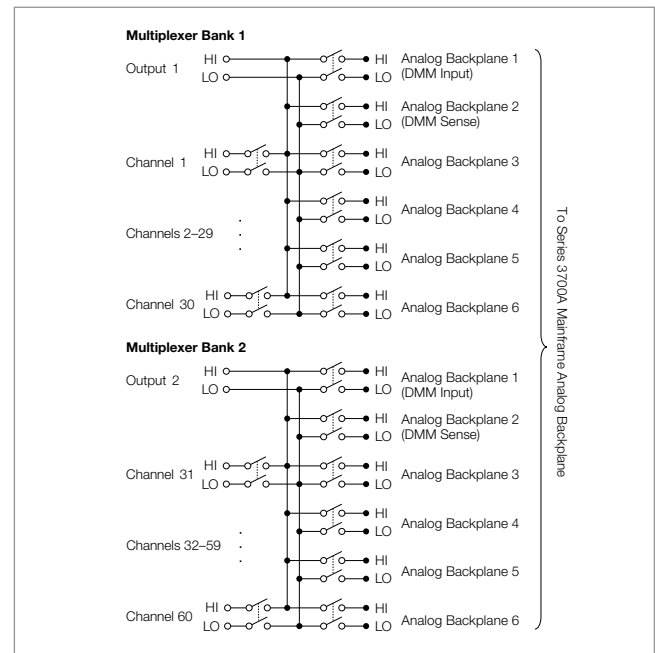 Multiplexer Bank 1
Output 1
HI
LO
HI
LO
Analog Backplane 1
(DMM Input)
HI
LO
Analog Backplane 2
(DMM Sense)
Channel 1
HI
LO
HI
LO
Analog Backplane 3
HI
LO
Analog Backplane 4
Channels 2–29
.
.
.
HI
LO
Analog Backplane 5
Channel 30
HI
LO
HI
LO
Analog Backplane 6
Multiplexer Bank 2
Output 2
HI
LO
HI
LO
Analog Backplane 1
(DMM Input)
HI
LO
Analog Backplane 2
(DMM Sense)
Channel 31
HI
LO
HI
LO
Analog Backplane 3
HI
LO
Analog Backplane 4
Channels 32–59
.
.
.
HI
LO
Analog Backplane 5
Channel 60
HI
LO
HI
LO
Analog Backplane 6
To Series 3700A Mainframe Analog Backplane